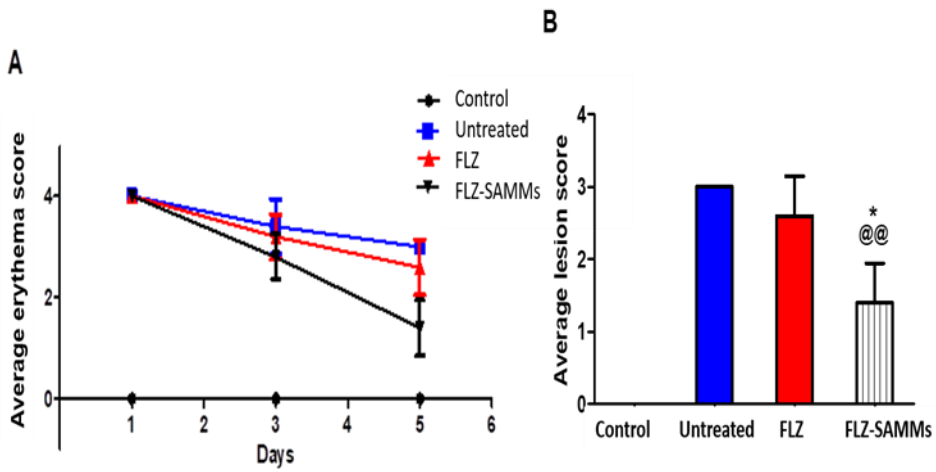 A
Average erythema score
4
2
0
1
2
3
4
5
6
Days
Control
Untreated
FLZ
FLZ-SAMMs
B
Average lesion score
4
3
2
1
0
*
@@
Control
Untreated
FLZ
FLZ-SAMMs